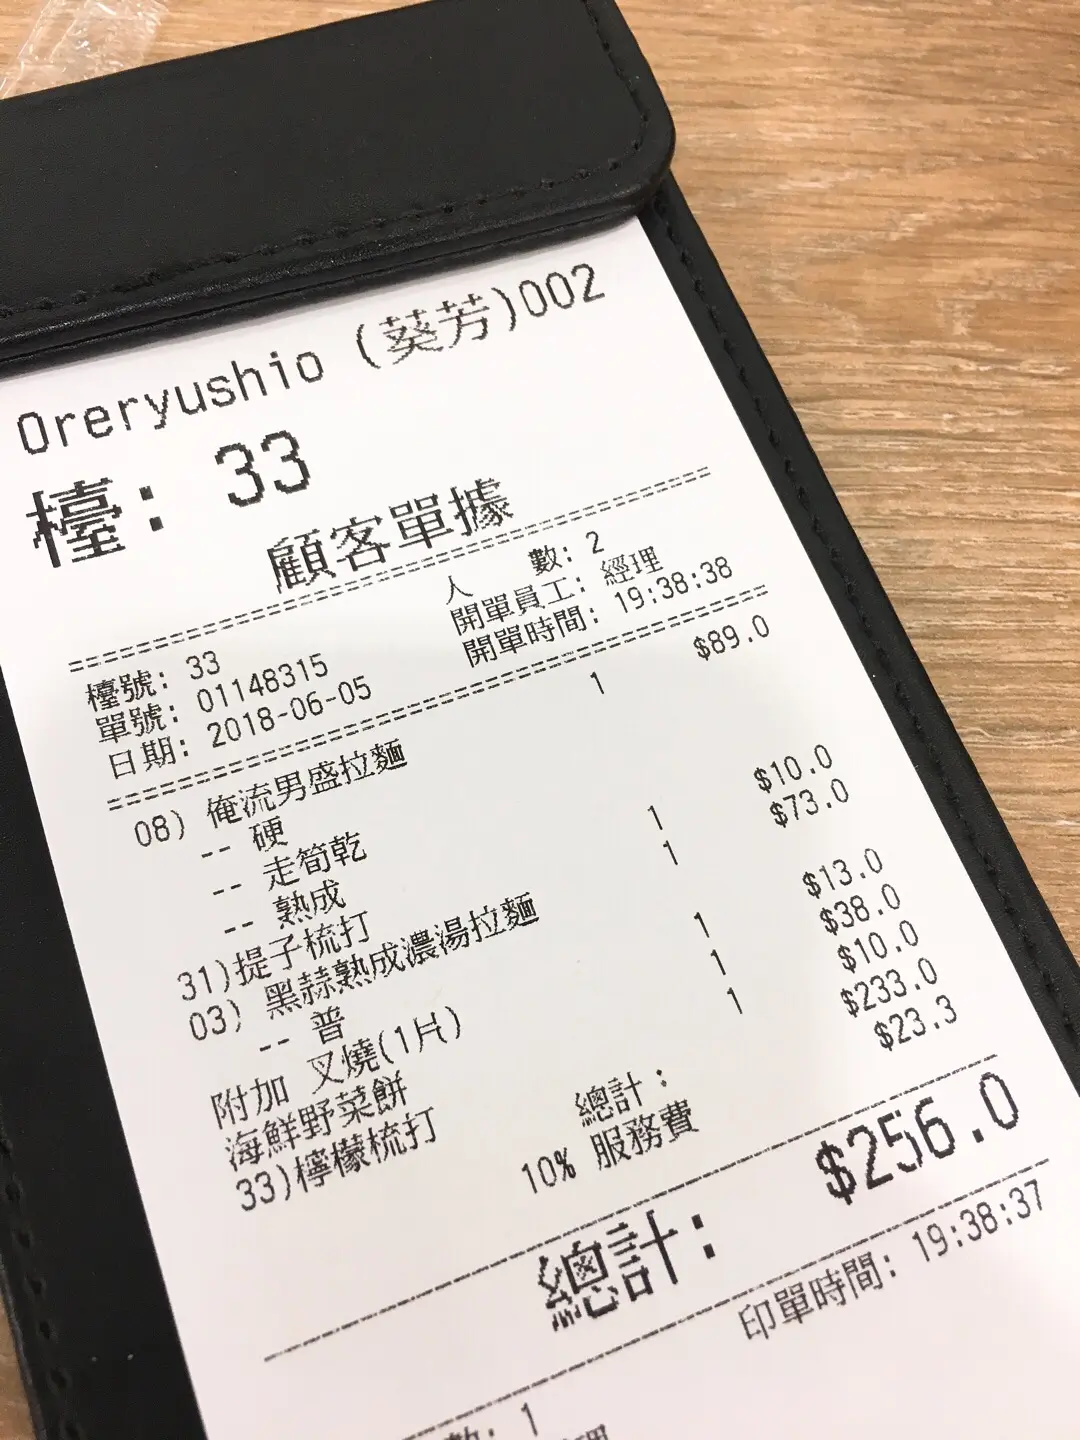 Oreryushio (葵芳)002
檯: 33
顧客單據
人 數: 2
檯號: 33 開單員工: 經理
單號: 01148315 開單時間: 19:38:38
日期: 2018-06-05
08) 俺流男盛拉麵 1 $89.0
-- 硬
-- 走筍乾
-- 熟成
31)提子梳打 1 $10.0
03) 黑蒜熟成濃湯拉麵 1 $73.0
-- 普
附加 叉燒(1片) 1 $13.0
海鮮野菜餅 1 $38.0
33)檸檬梳打 1 $10.0
總計: $233.0
10% 服務費 $23.3
總計: $256.0
印單時間: 19:38:37
數: 1